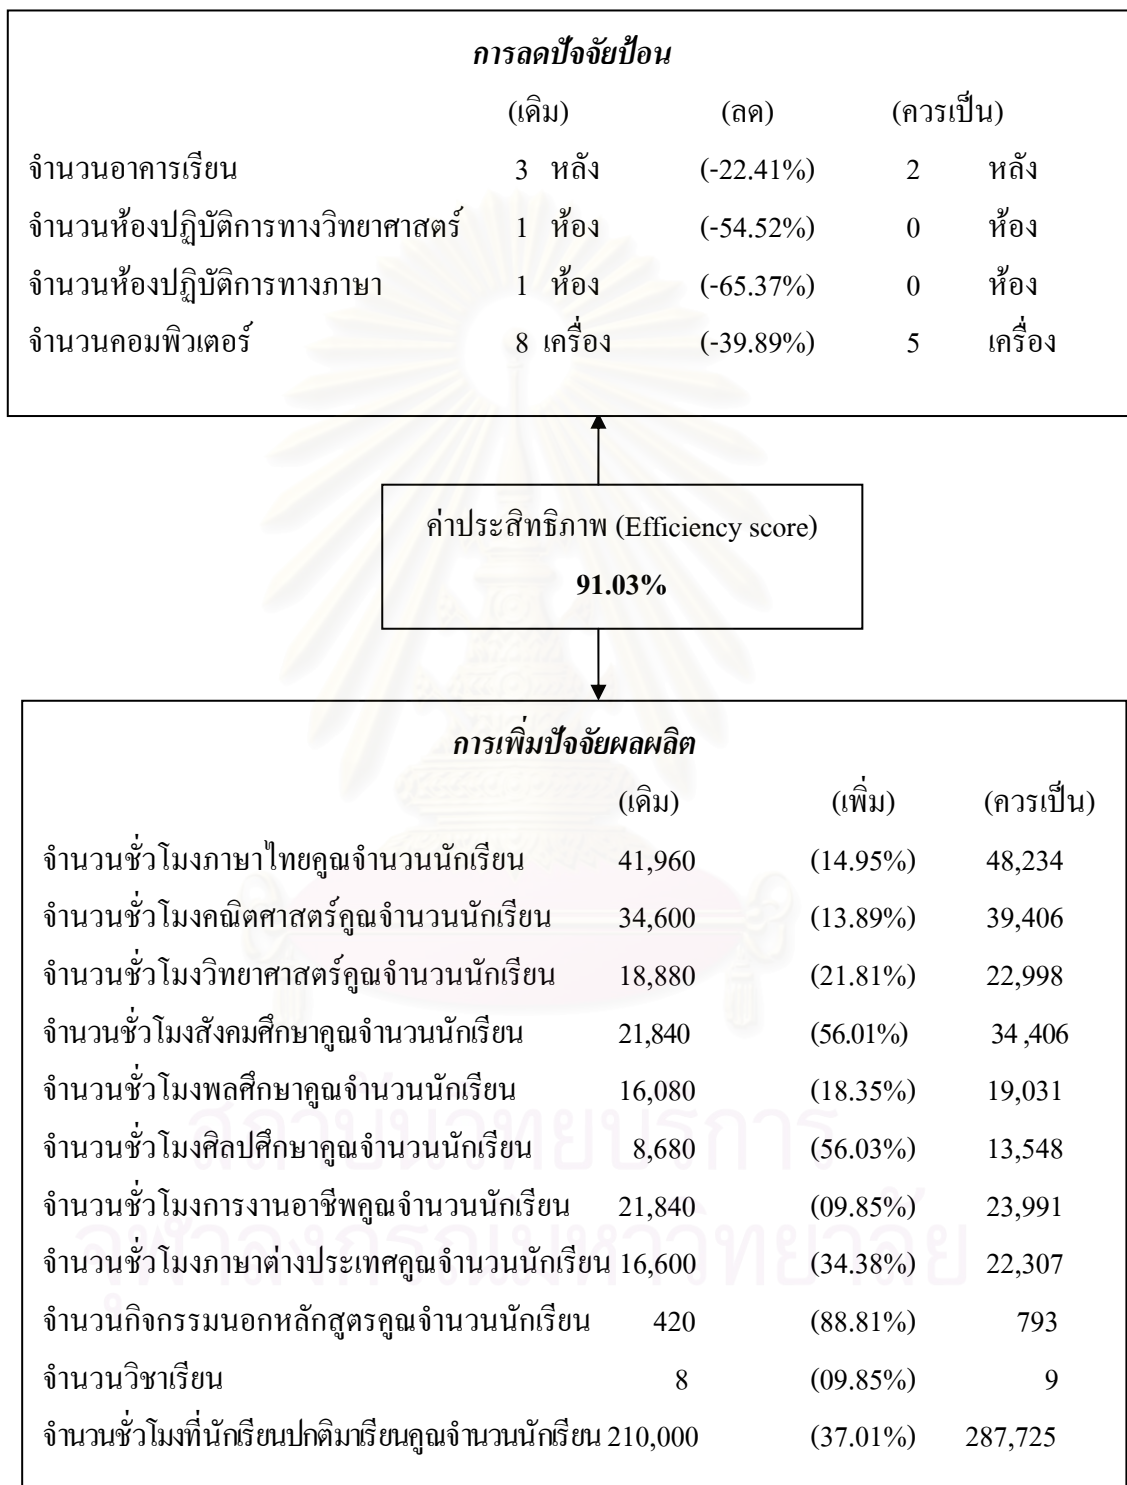 การลดปัจจัยป้อน
(เดิม) (ลด) (ควรเป็น)
จำนวนอาคารเรียน 3 หลัง (-22.41%) 2 หลัง
จำนวนห้องปฏิบัติการทางวิทยาศาสตร์ 1 ห้อง (-54.52%) 0 ห้อง
จำนวนห้องปฏิบัติการทางภาษา 1 ห้อง (-65.37%) 0 ห้อง
จำนวนคอมพิวเตอร์ 8 เครื่อง (-39.89%) 5 เครื่อง
ค่าประสิทธิภาพ (Efficiency score)
91.03%
การเพิ่มปัจจัยผลผลิต
(เดิม) (เพิ่ม) (ควรเป็น)
จำนวนชั่วโมงภาษาไทยคูณจำนวนนักเรียน 41,960 (14.95%) 48,234
จำนวนชั่วโมงคณิตศาสตร์คูณจำนวนนักเรียน 34,600 (13.89%) 39,406
จำนวนชั่วโมงวิทยาศาสตร์คูณจำนวนนักเรียน 18,880 (21.81%) 22,998
จำนวนชั่วโมงสังคมศึกษาคูณจำนวนนักเรียน 21,840 (56.01%) 34 ,406
จำนวนชั่วโมงพลศึกษาคูณจำนวนนักเรียน 16,080 (18.35%) 19,031
จำนวนชั่วโมงศิลปศึกษาคูณจำนวนนักเรียน 8,680 (56.03%) 13,548
จำนวนชั่วโมงการงานอาชีพคูณจำนวนนักเรียน 21,840 (09.85%) 23,991
จำนวนชั่วโมงภาษาต่างประเทศคูณจำนวนนักเรียน 16,600 (34.38%) 22,307
จำนวนกิจกรรมนอกหลักสูตรคูณจำนวนนักเรียน 420 (88.81%) 793
จำนวนวิชาเรียน 8 (09.85%) 9
จำนวนชั่วโมงที่นักเรียนปกติมาเรียนคูณจำนวนนักเรียน 210,000 (37.01%) 287,725
สถาบันวิทยบริการ
จุฬาลงกรณ์มหาวิทยาลัย